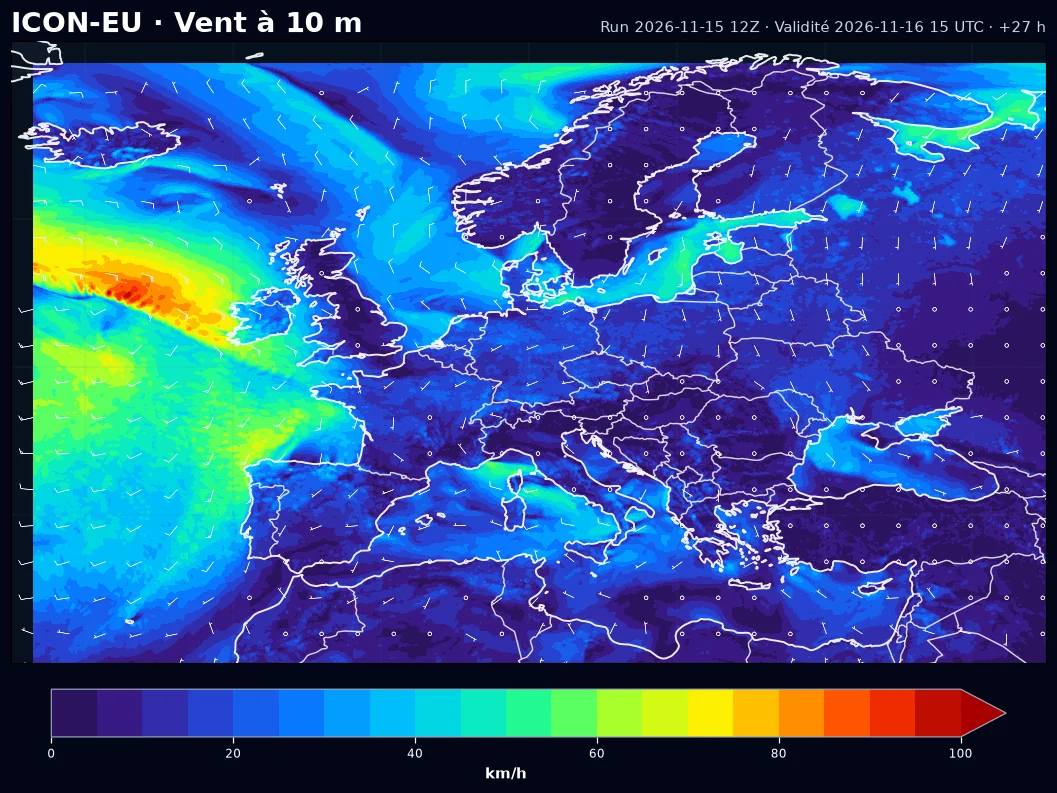 ICON-EU · Vent à 10 m
Run 2026-11-15 12Z · Validité 2026-11-16 15 UTC · +27 h
0 20 40 60 80 100
km/h